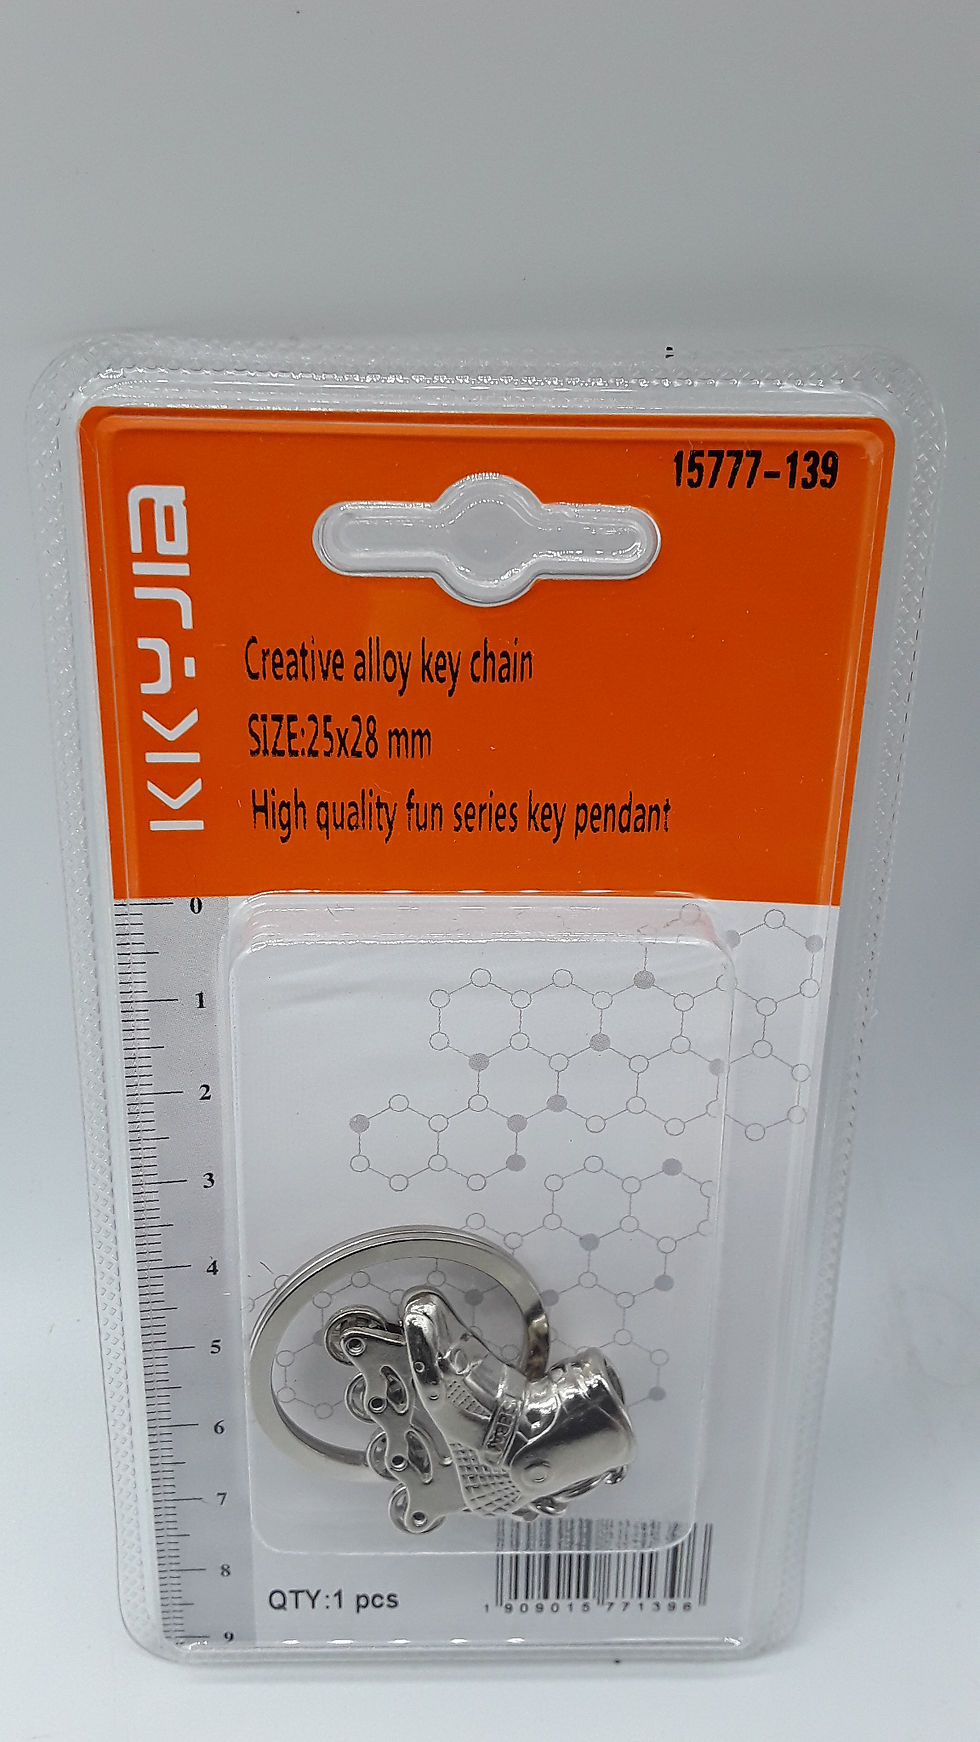 15777-139
KKYJIA
Creative alloy key chain
SIZE:25x28 mm
High quality fun series key pendant
0
1
2
3
4
5
6
7
8
9
SEBA
QTY:1 pcs
1 909015 771396